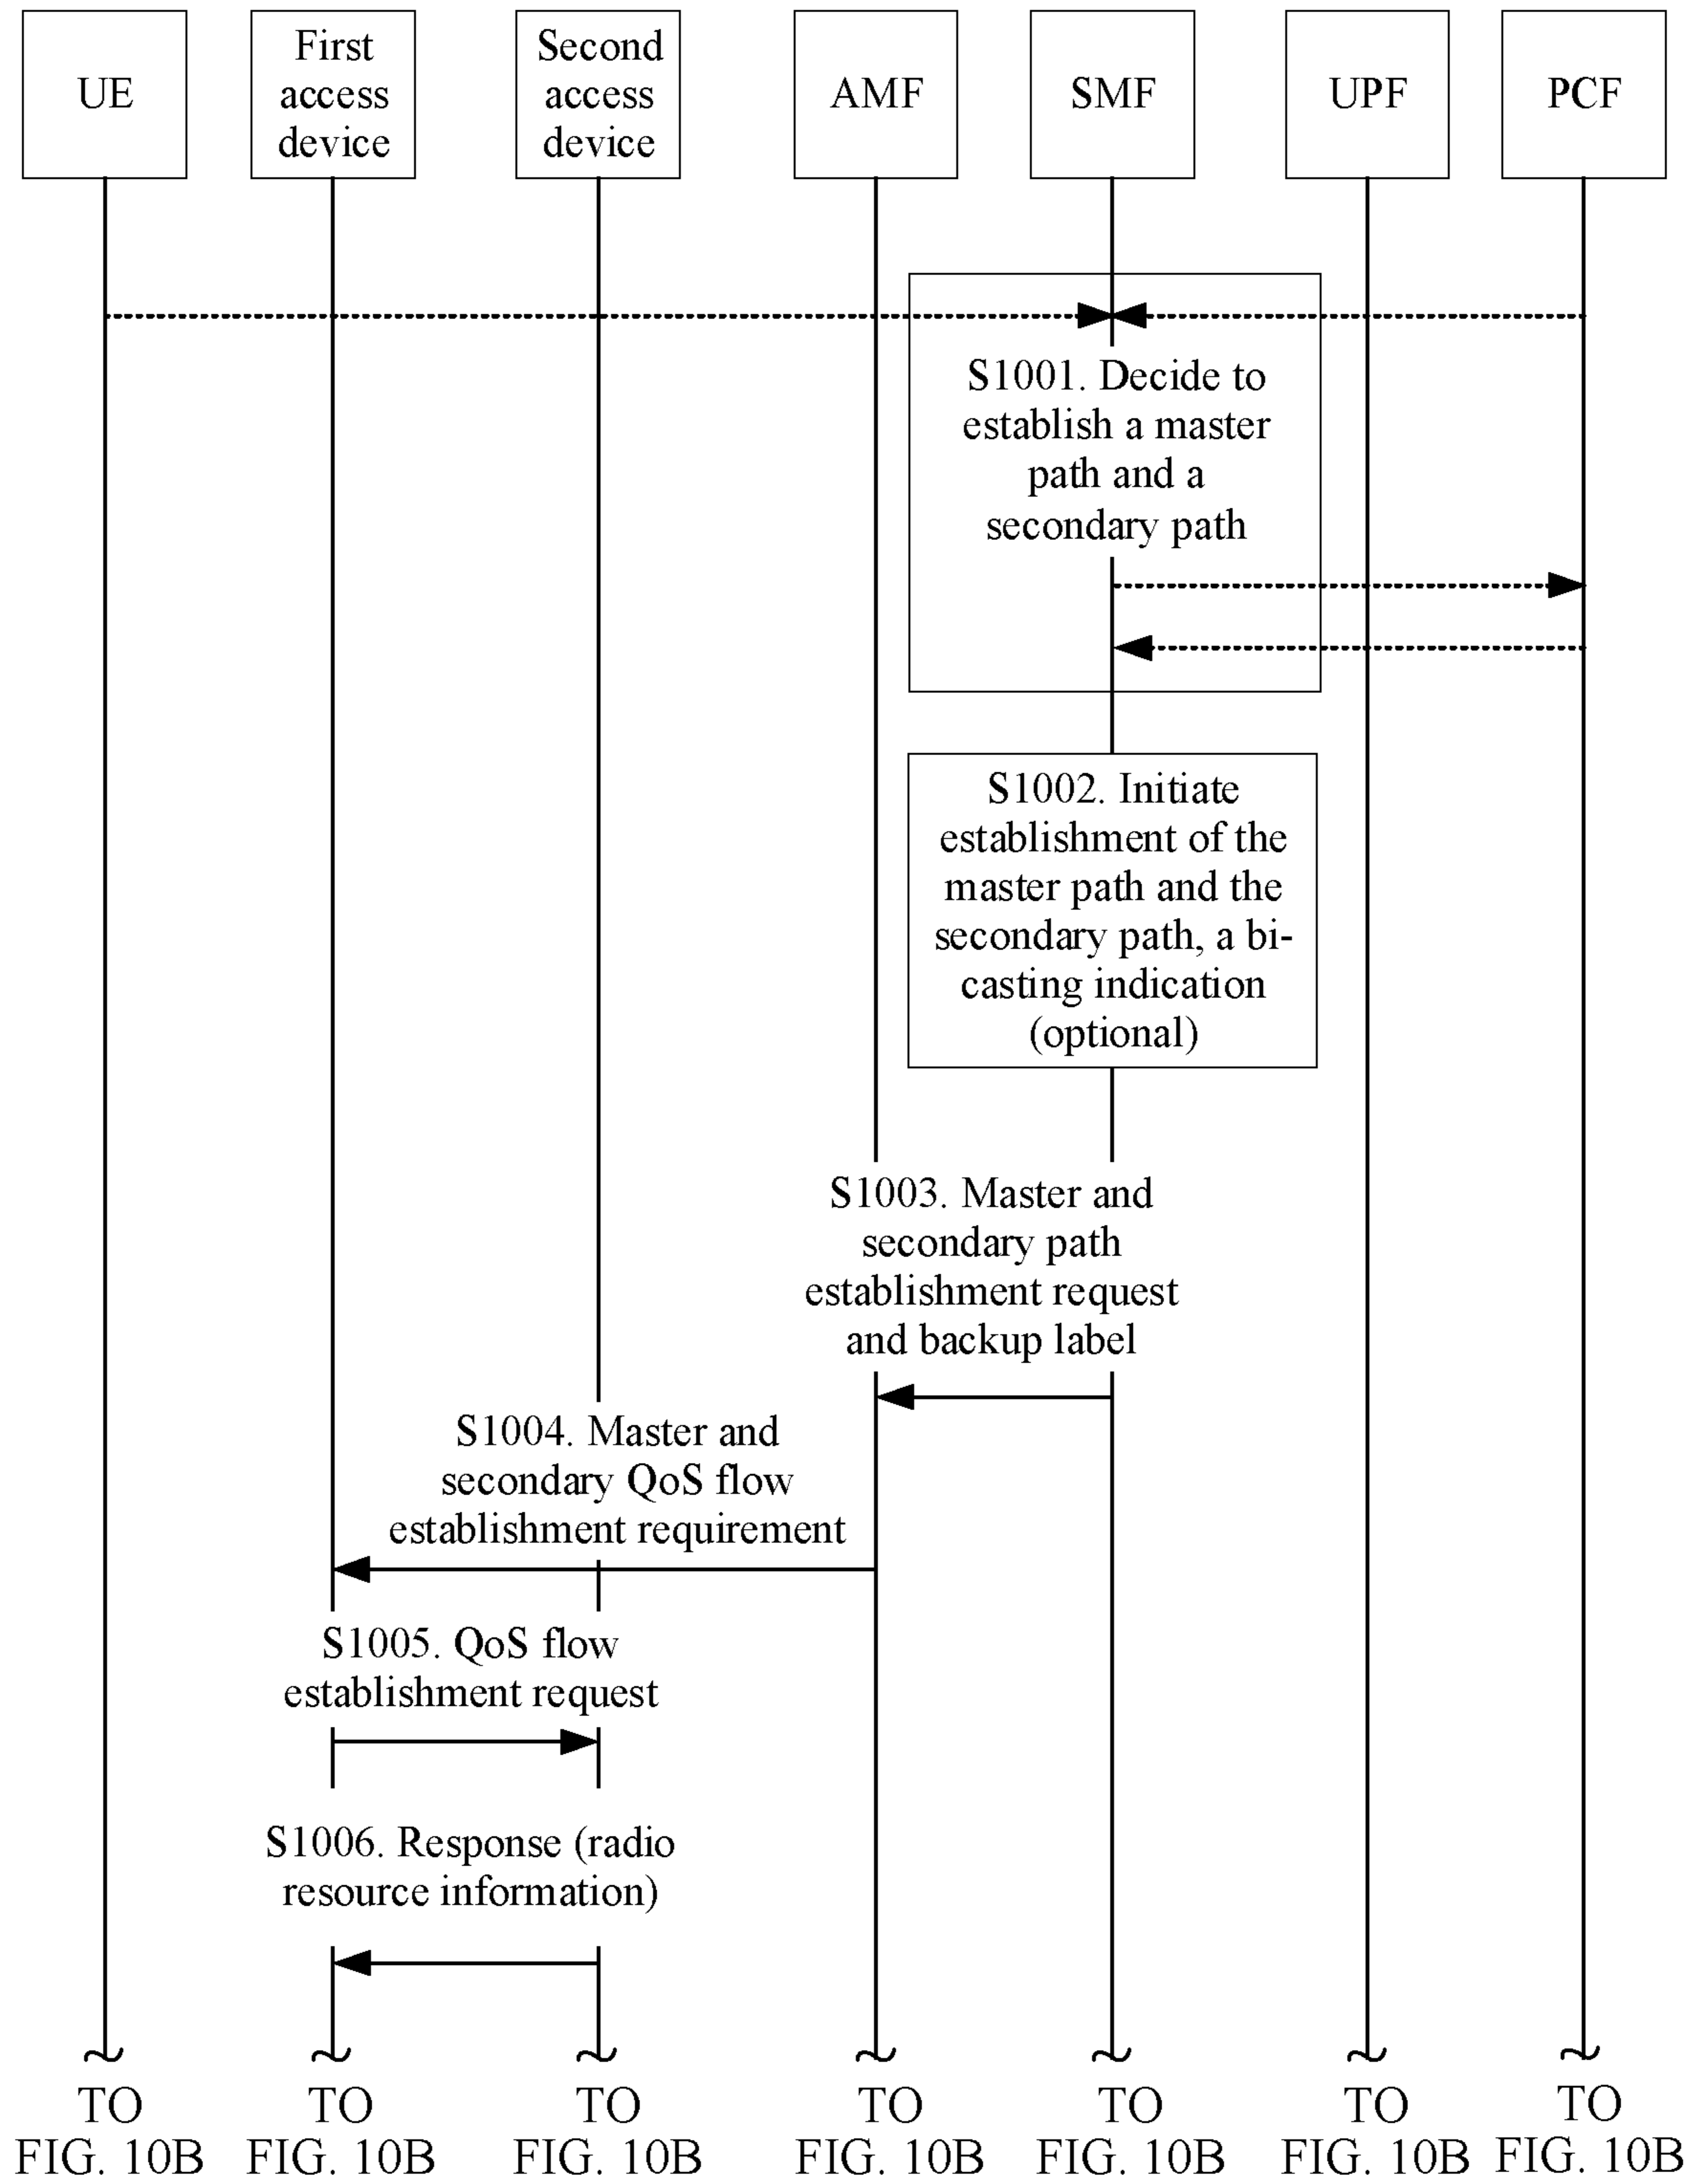 UE
First
access
device
Second
access
device
AMF
SMF
UPF
PCF
S1001. Decide to
establish a master
path and a
secondary path
S1002. Initiate
establishment of the
master path and the
secondary path, a bi-
casting indication
(optional)
S1003. Master and
secondary path
establishment request
and backup label
S1004. Master and
secondary QoS flow
establishment requirement
S1005. QoS flow
establishment request
S1006. Response (radio
resource information)
TO
FIG. 10B
TO
FIG. 10B
TO
FIG. 10B
TO
FIG. 10B
TO
FIG. 10B
TO
FIG. 10B
TO
FIG. 10B